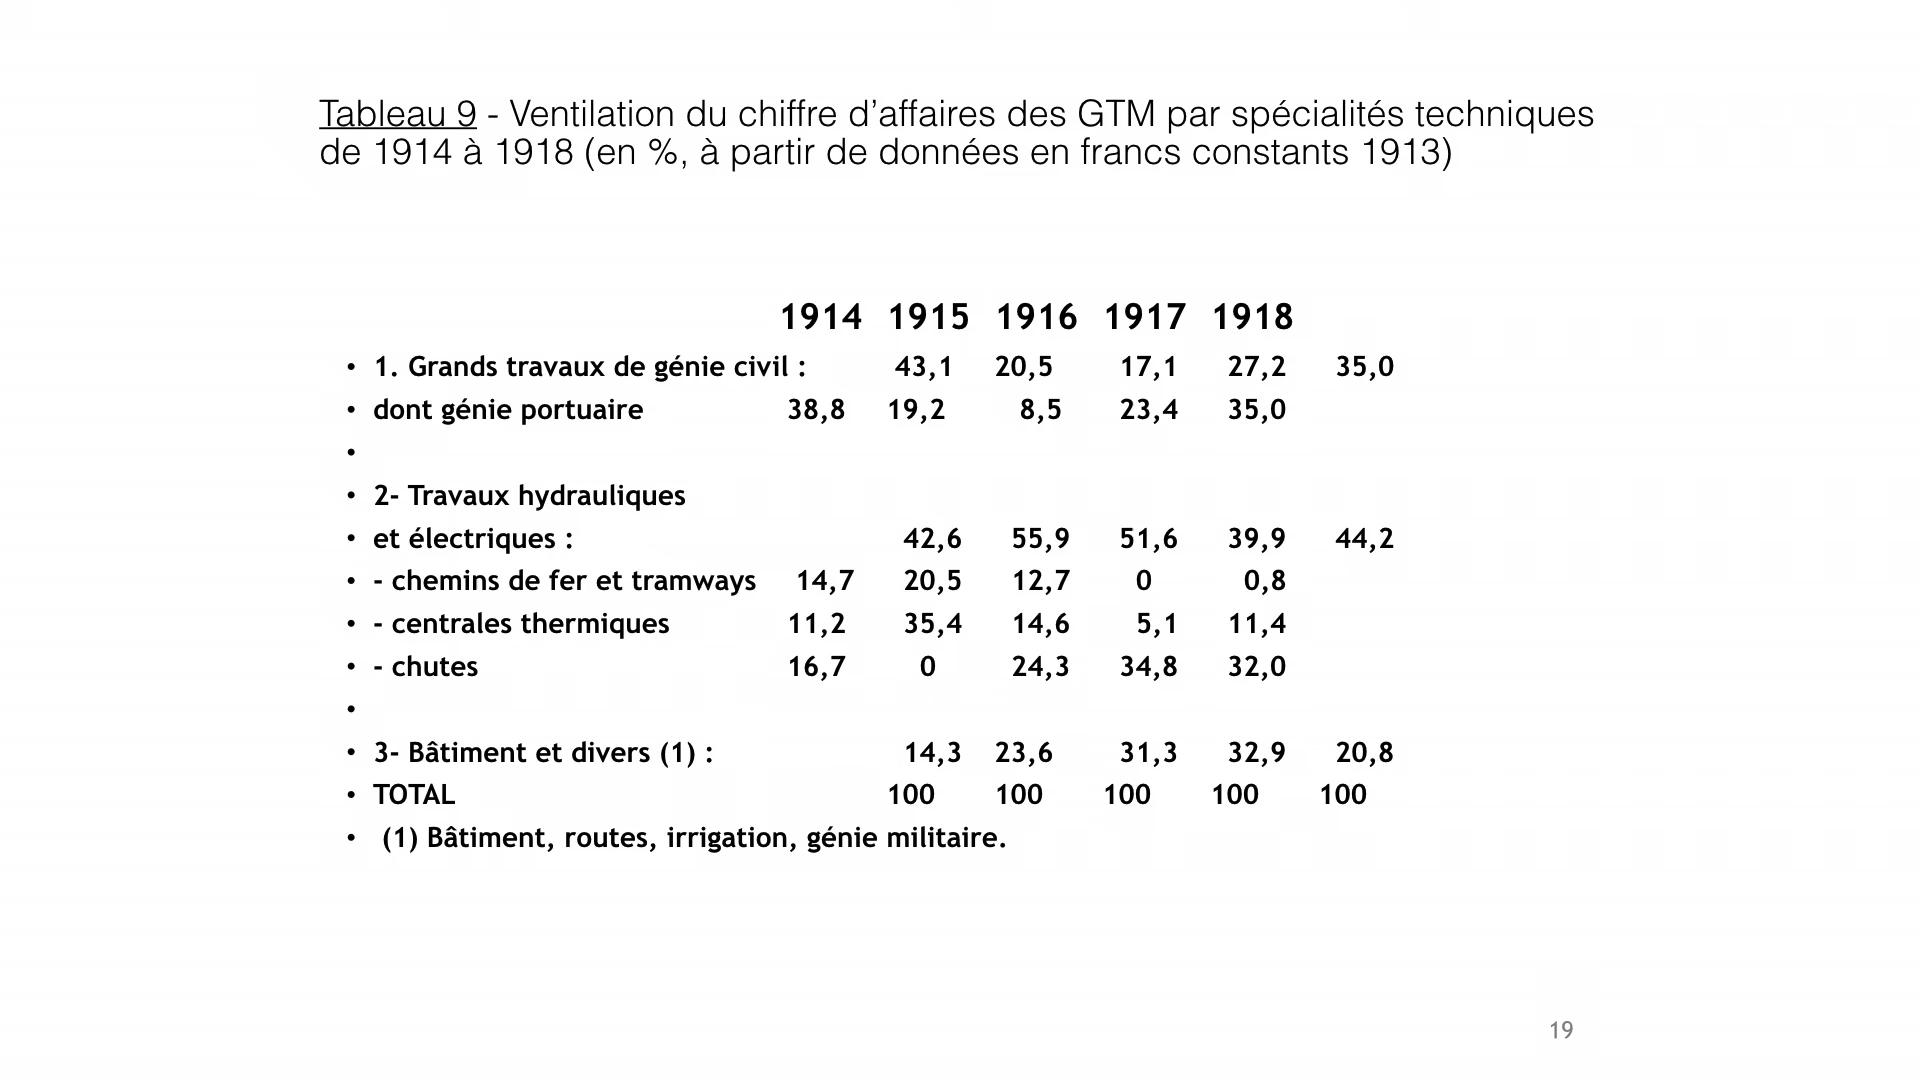 Tableau 9 - Ventilation du chiffre d’affaires des GTM par spécialités techniques
de 1914 à 1918 (en %, à partir de données en francs constants 1913)
1914 1915 1916 1917 1918
• 1. Grands travaux de génie civil : 43,1 20,5 17,1 27,2 35,0
• dont génie portuaire 38,8 19,2 8,5 23,4 35,0
•
• 2- Travaux hydrauliques
• et électriques : 42,6 55,9 51,6 39,9 44,2
• - chemins de fer et tramways 14,7 20,5 12,7 0 0,8
• - centrales thermiques 11,2 35,4 14,6 5,1 11,4
• - chutes 16,7 0 24,3 34,8 32,0
•
• 3- Bâtiment et divers (1) : 14,3 23,6 31,3 32,9 20,8
• TOTAL 100 100 100 100 100
• (1) Bâtiment, routes, irrigation, génie militaire.
19